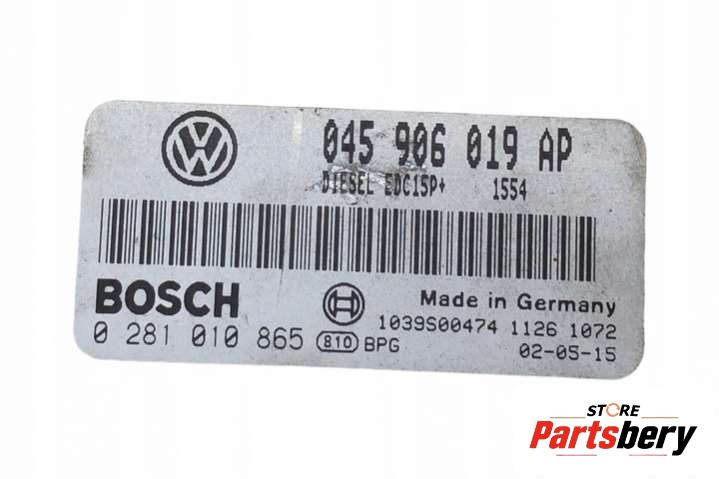 045 906 019 AP
DIESEL EDC15P+ 1554
BOSCH
Made in Germany
0 281 010 865 810 BPG
1039S00474 1126 1072
02-05-15
STORE
Partsbery